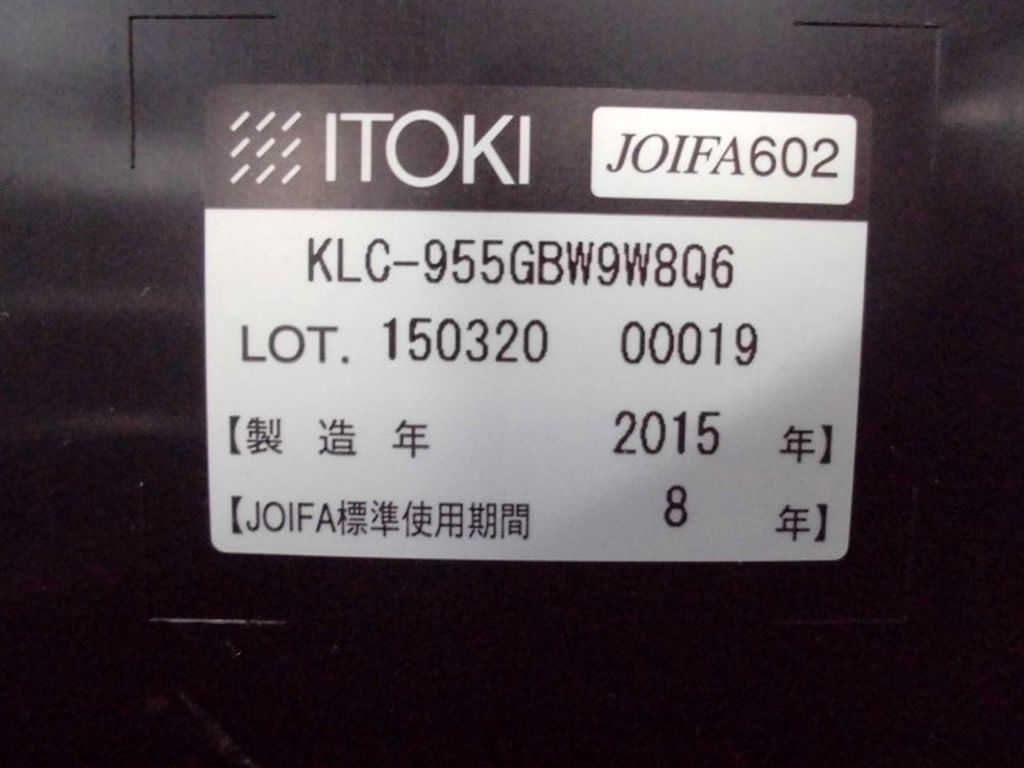 ITOKI JOIFA602
KLC-955GBW9W8Q6
LOT. 150320 00019
【製造年 2015 年】
【JOIFA標準使用期間 8 年】